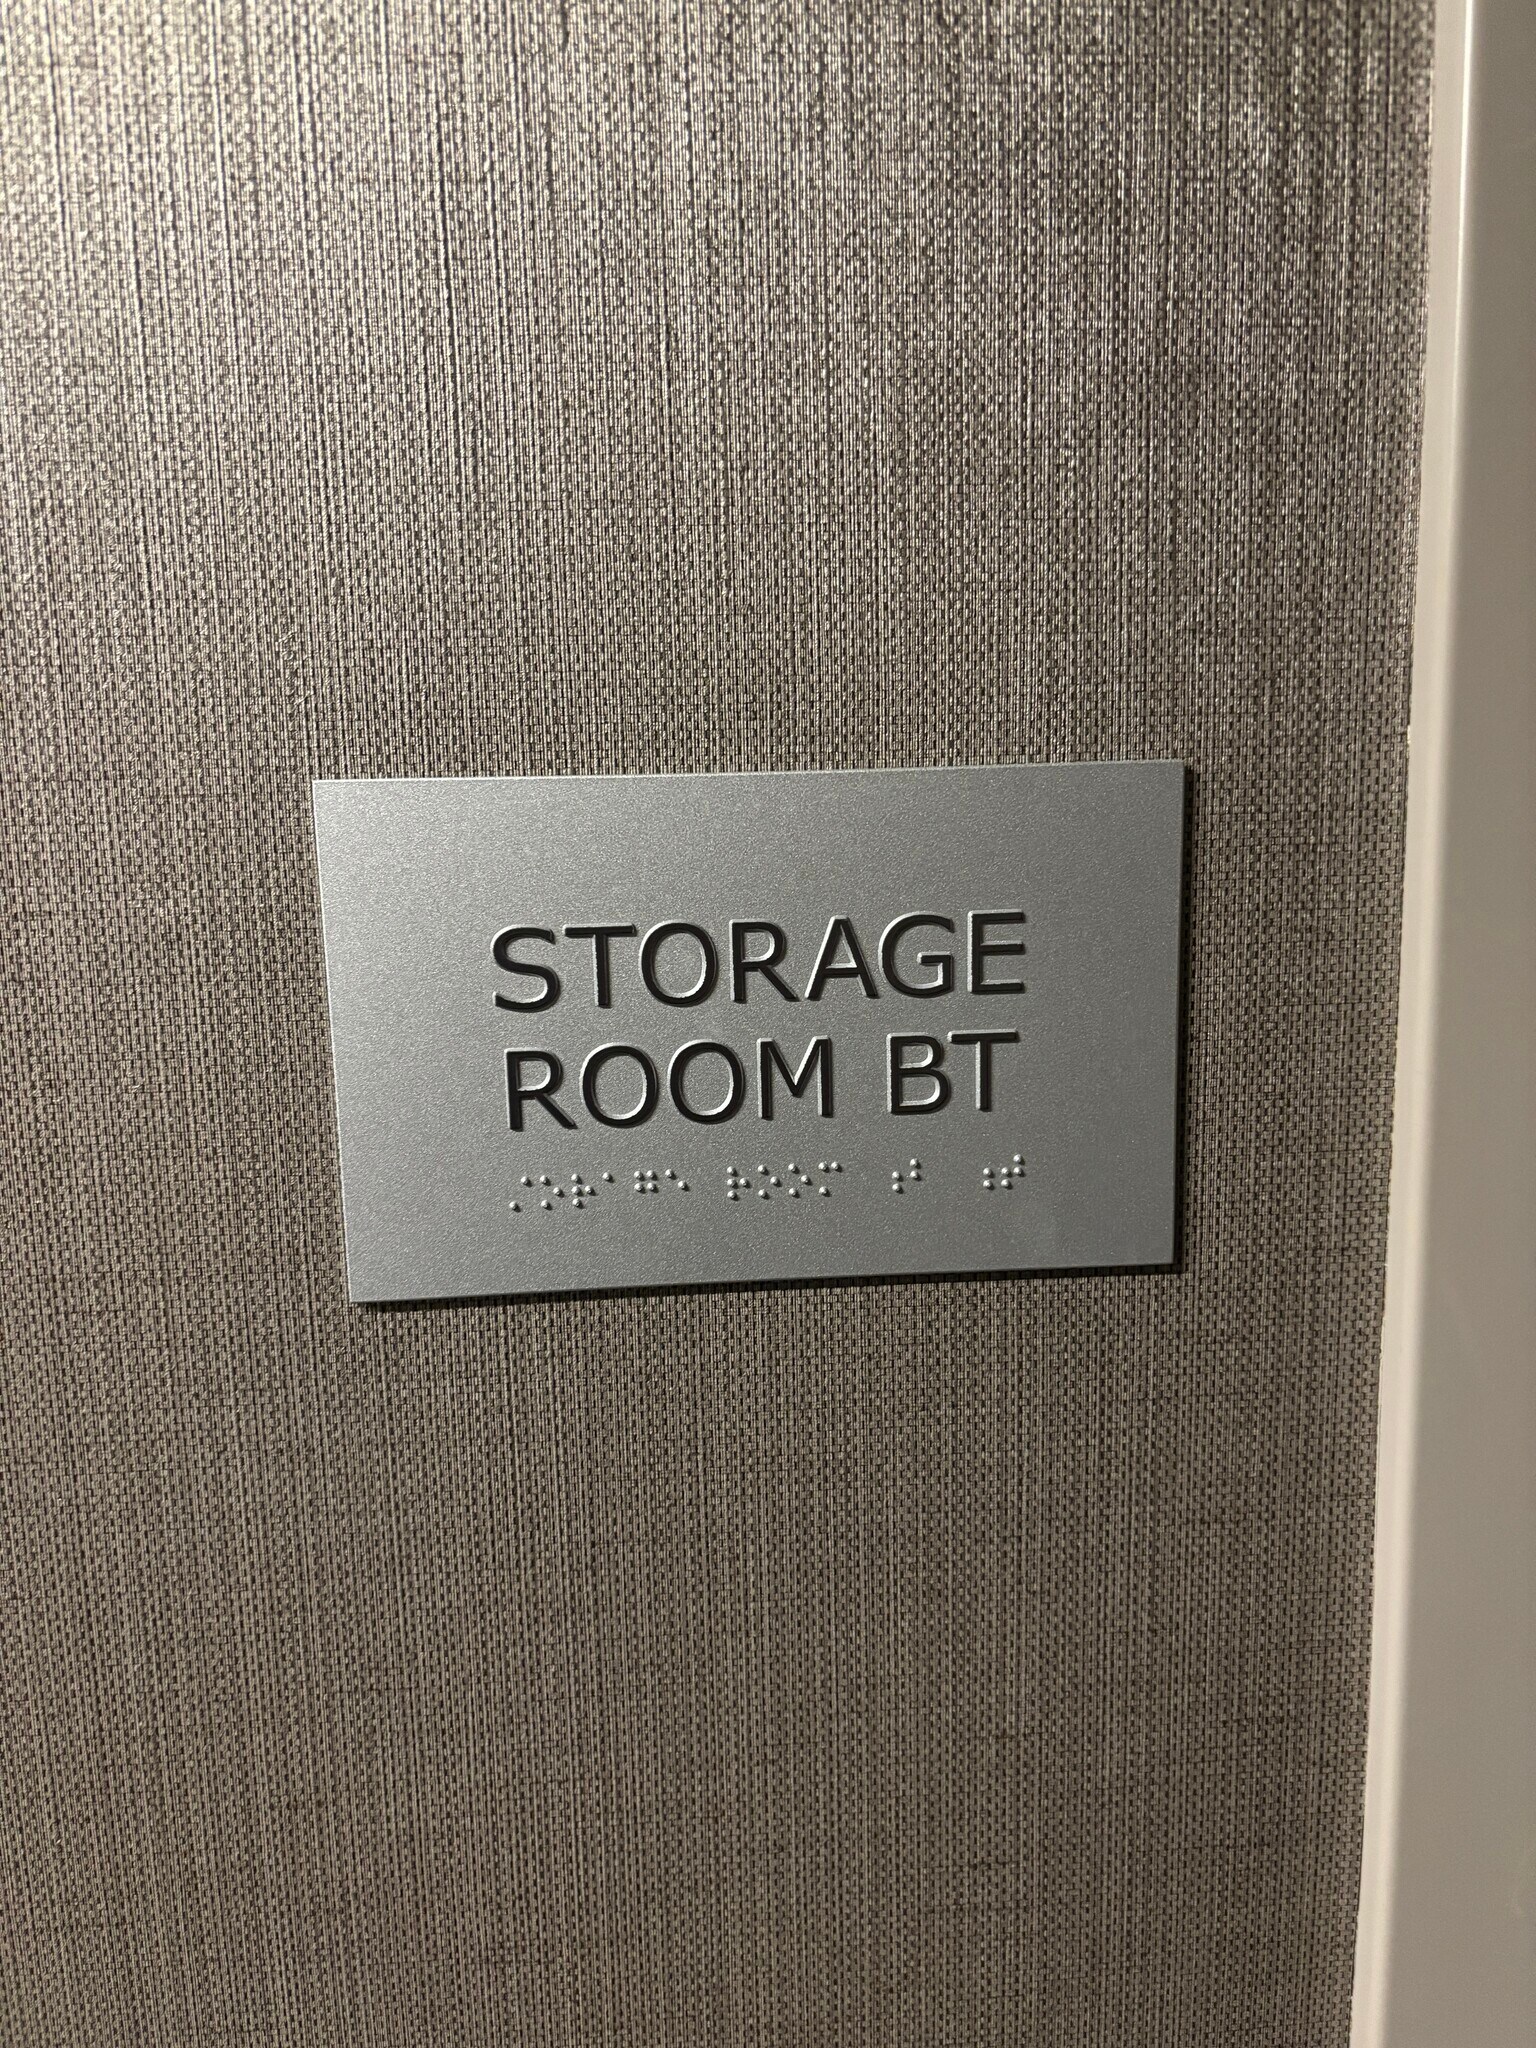 STORAGE
ROOM BT
⠌⠕⠗⠁⠛⠑ ⠗⠕⠕⠍